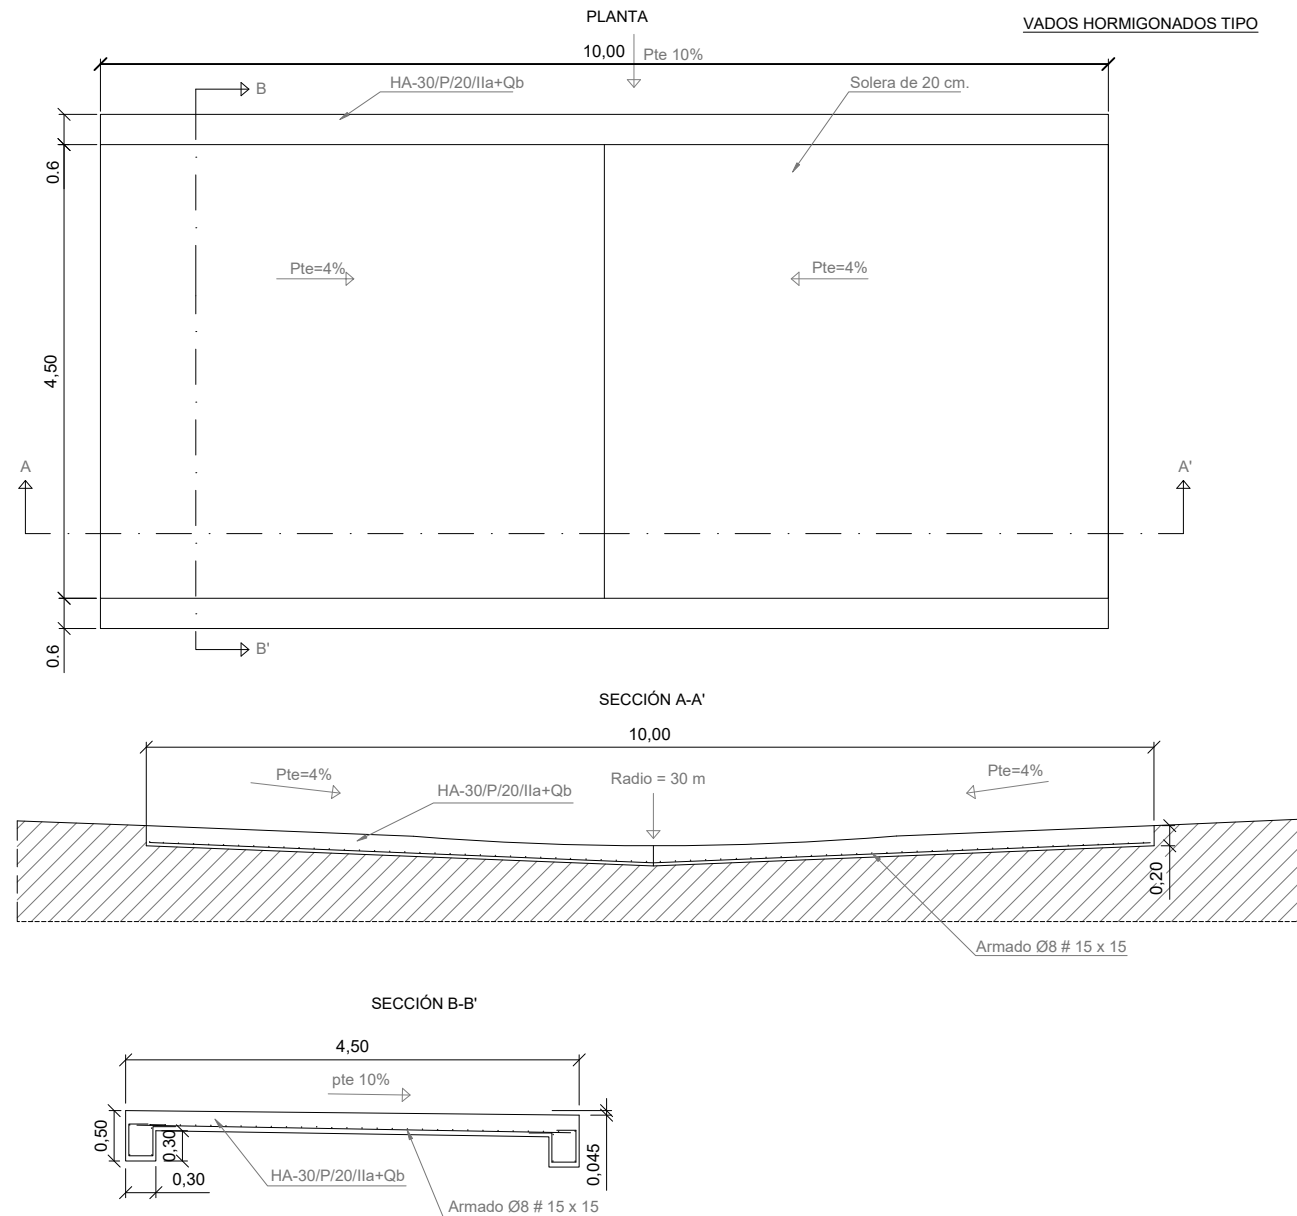 PLANTA
VADOS HORMIGONADOS TIPO
10,00
Pte 10%
B
HA-30/P/20/IIa+Qb
Solera de 20 cm.
0.6
Pte=4%
Pte=4%
4,50
A
A'
0.6
B'
SECCIÓN A-A'
10,00
Pte=4%
Radio = 30 m
Pte=4%
HA-30/P/20/IIa+Qb
0,20
Armado Ø8 # 15 x 15
SECCIÓN B-B'
4,50
pte 10%
0,50
0,30
0,045
0,30
HA-30/P/20/IIa+Qb
Armado Ø8 # 15 x 15